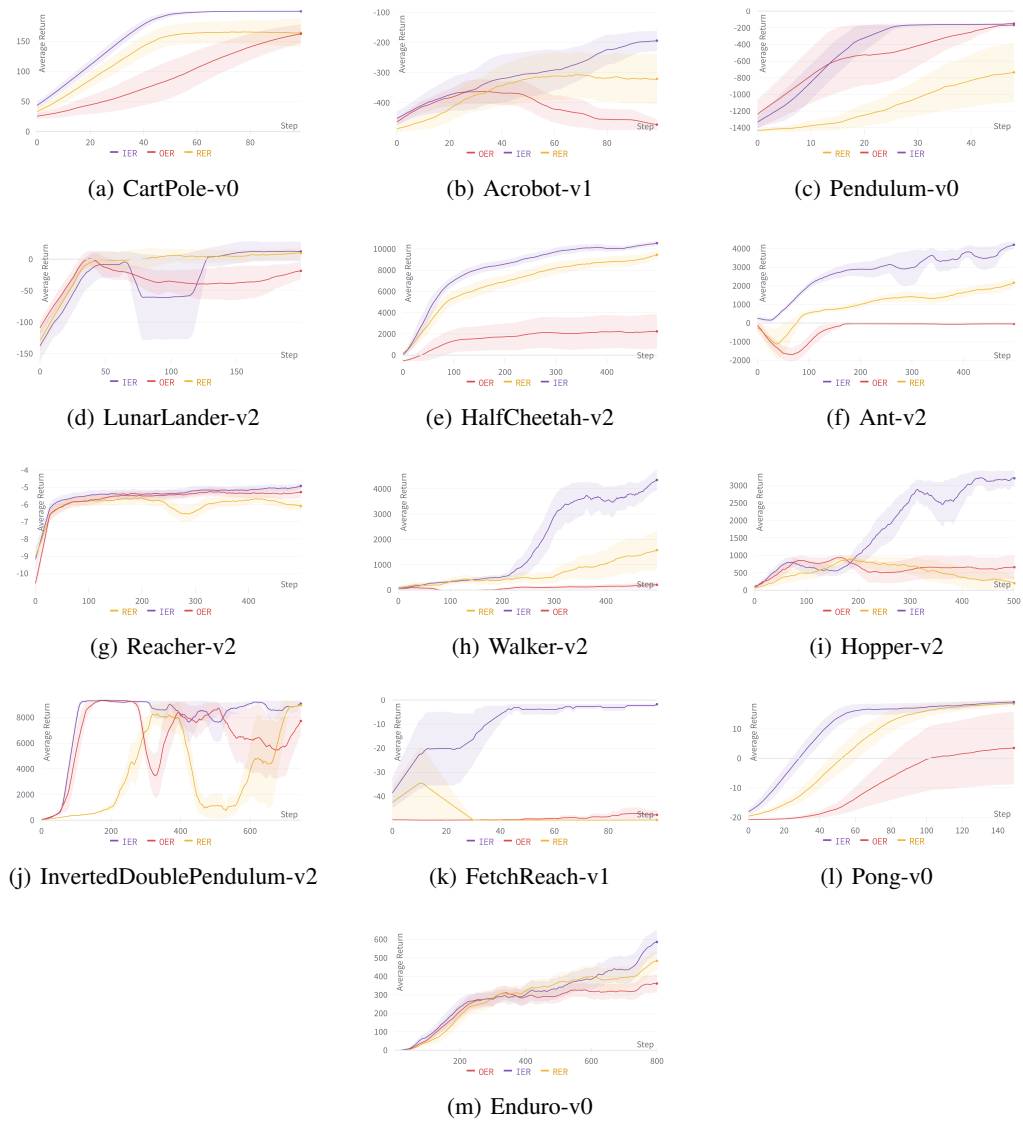 Average Return
150
100
50
0
0 20 40 60 80
Step
IER OER RER
(a) CartPole-v0
Average Return
-100
-200
-300
-400
0 20 40 60 80
Step
OER RER IER
(b) Acrobot-v1
Average Return
0
-200
-400
-600
-800
-1000
-1200
-1400
0 10 20 30 40
Step
RER OER IER
(c) Pendulum-v0
Average Return
0
-50
-100
-150
0 50 100 150
Step
IER OER RER
(d) LunarLander-v2
Average Return
10000
8000
6000
4000
2000
0
0 100 200 300 400
Step
OER RER IER
(e) HalfCheetah-v2
Average Return
4000
3000
2000
1000
0
-1000
-2000
0 100 200 300 400
Step
IER OER RER
(f) Ant-v2
Average Return
-4
-5
-6
-7
-8
-9
-10
0 100 200 300 400
Step
RER IER OER
(g) Reacher-v2
Average Return
4000
3000
2000
1000
0
0 100 200 300 400
Step
RER IER OER
(h) Walker-v2
Average Return
3000
2500
2000
1500
1000
500
0
0 100 200 300 400 500
Step
OER RER IER
(i) Hopper-v2
Average Return
8000
6000
4000
2000
0
0 200 400 600
Step
IER OER RER
(j) InvertedDoublePendulum-v2
Average Return
0
-10
-20
-30
-40
0 20 40 60 80
Step
IER OER RER
(k) FetchReach-v1
Average Return
10
0
-10
-20
0 20 40 60 80 100 120 140
Step
IER OER RER
(l) Pong-v0
Average Return
600
500
400
300
200
100
0
200 400 600 800
Step
OER IER RER
(m) Enduro-v0